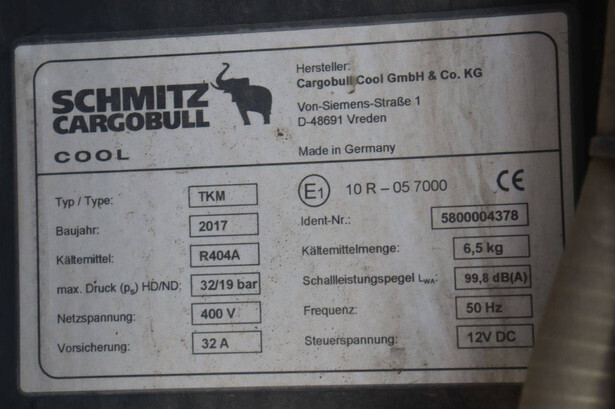 SCHMITZ
CARGOBULL
COOL
Hersteller:
Cargobull Cool GmbH & Co. KG
Von-Siemens-Straße 1
D-48691 Vreden
Made in Germany
Typ / Type: TKM
Baujahr: 2017
Kältemittel: R404A
max. Druck (ps) HD/ND: 32/19 bar
Netzspannung: 400 V
Vorsicherung: 32 A
E1 10 R – 05 7000 CE
Ident-Nr.: 5800004378
Kältemittelmenge: 6,5 kg
Schallleistungspegel LWA: 99,8 dB(A)
Frequenz: 50 Hz
Steuerspannung: 12V DC